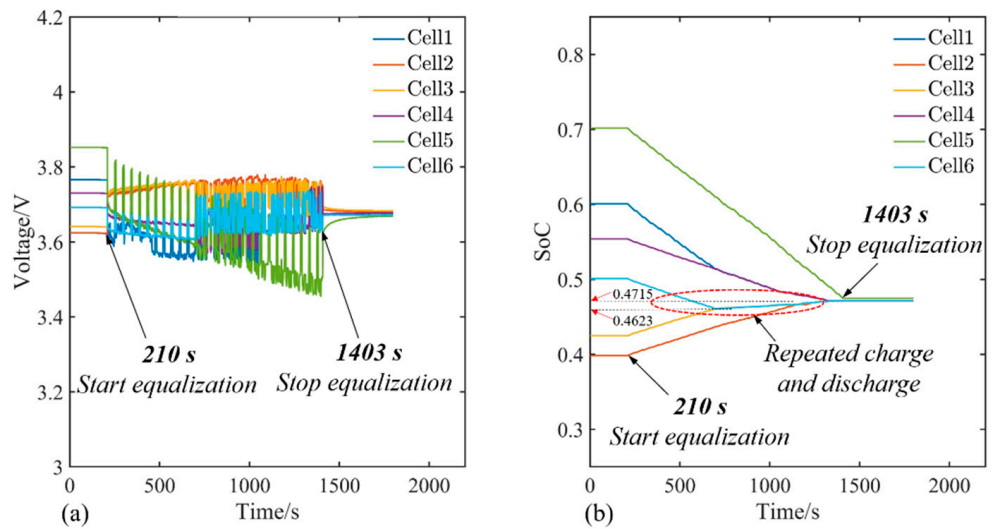 4.2
4
3.8
3.6
3.4
3.2
3
Voltage/V
Cell1
Cell2
Cell3
Cell4
Cell5
Cell6
210 s
Start equalization
1403 s
Stop equalization
0
500
1000
1500
2000
Time/s
(a)
0.8
0.7
0.6
0.5
0.4
0.3
SoC
Cell1
Cell2
Cell3
Cell4
Cell5
Cell6
1403 s
Stop equalization
0.4715
0.4623
Repeated charge
and discharge
210 s
Start equalization
0
500
1000
1500
2000
Time/s
(b)